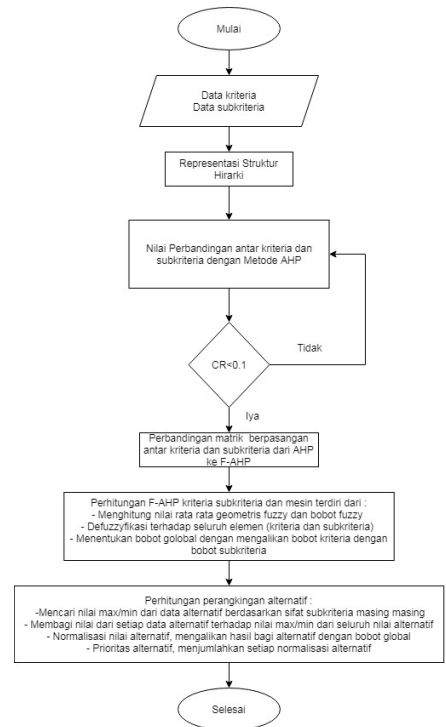 Mulai
Data kriteria
Data subkriteria
Representasi Struktur
Hirarki
Nilai Perbandingan antar kriteria dan
subkriteria dengan Metode AHP
Tidak
CR<0.1
Iya
Perbandingan matrik berpasangan
antar kriteria dan subkriteria dari AHP
ke F-AHP
Perhitungan F-AHP kriteria subkriteria dan mesin terdiri dari :
- Menghitung nilai rata rata geometris fuzzy dan bobot fuzzy
- Defuzzyfikasi terhadap seluruh elemen (kriteria dan subkriteria)
- Menentukan bobot golobal dengan mengalikan bobot kriteria dengan
bobot subkriteria
Perhitungan perangkingan alternatif :
-Mencari nilai max/min dari data alternatif berdasarkan sifat subkriteria masing masing
- Membagi nilai dari setiap data alternatif terhadap nilai max/min dari seluruh nilai alternatif
- Normalisasi nilai alternatif, mengalikan hasil bagi alternatif dengan bobot global
- Prioritas alternatif, menjumlahkan setiap normalisasi alternatif
Selesai